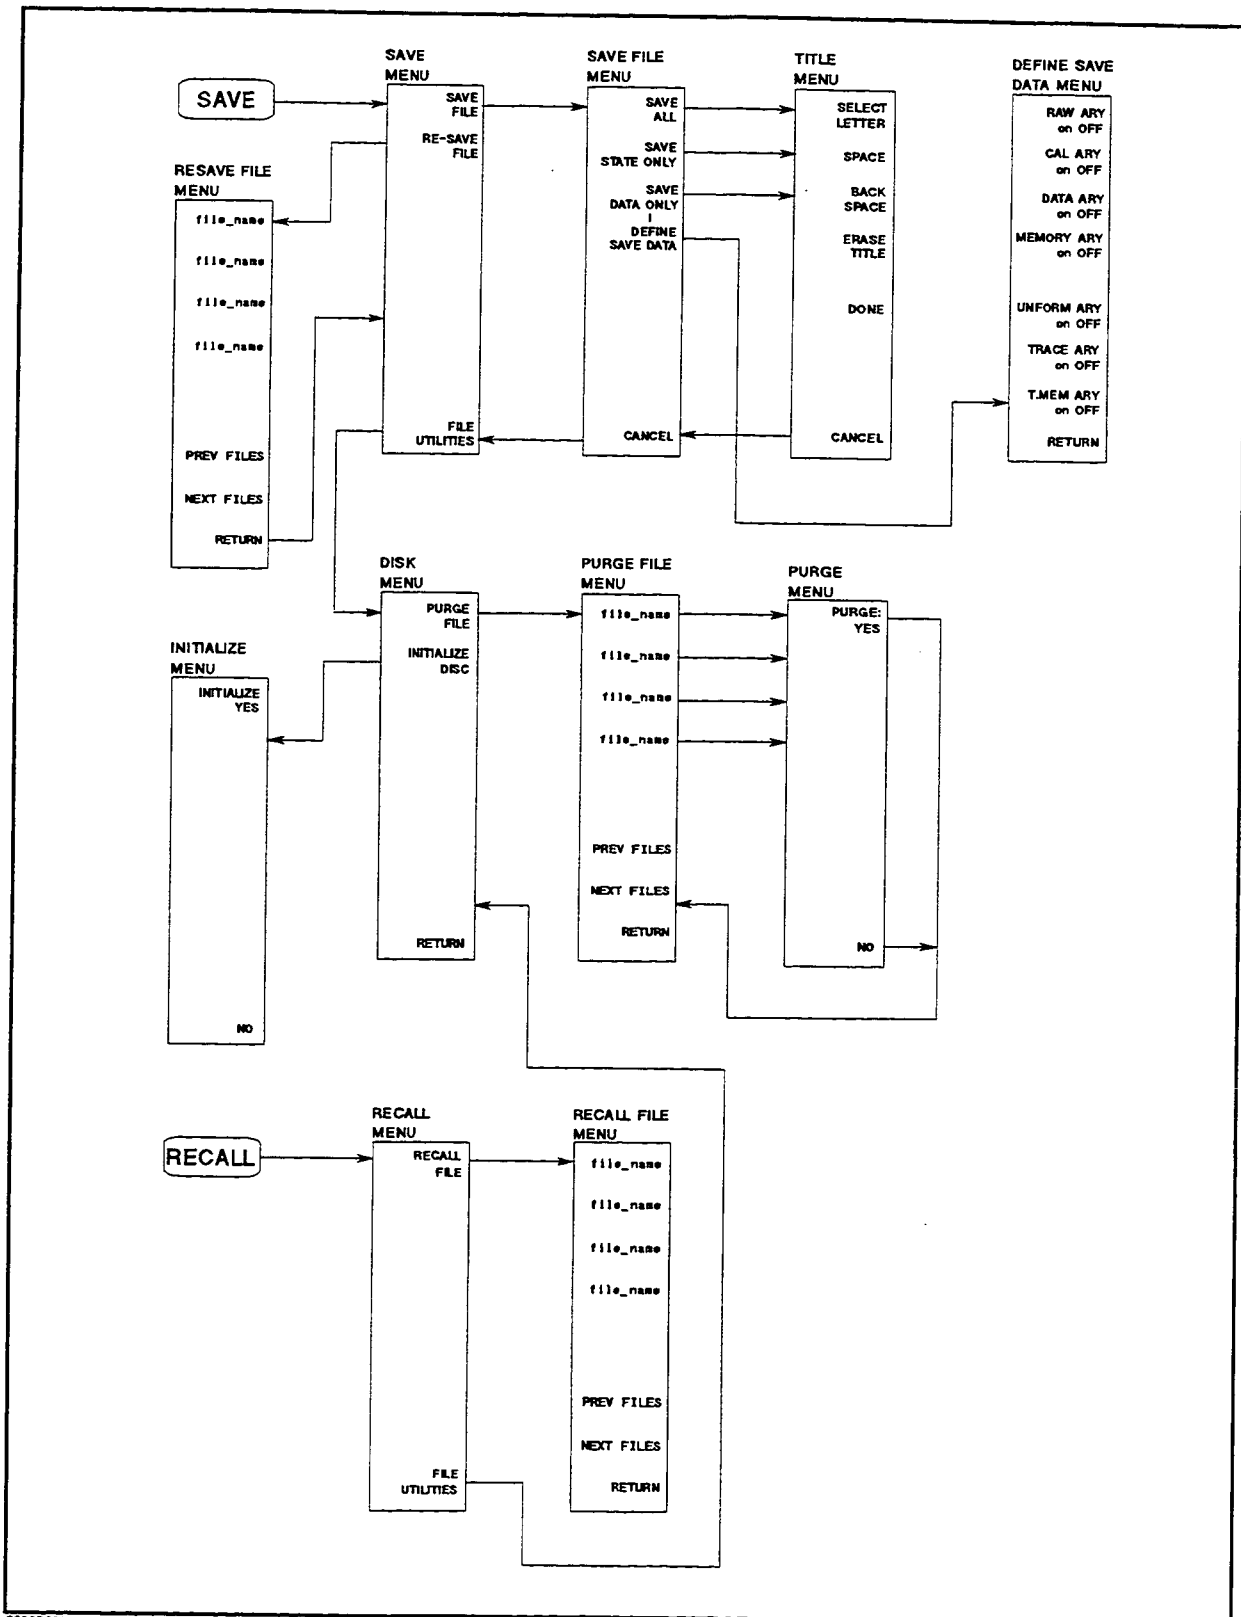 SAVE
SAVE
MENU
SAVE
FILE
RE-SAVE
FILE
FILE
UTILITIES
SAVE FILE
MENU
SAVE
ALL
SAVE
STATE ONLY
SAVE
DATA ONLY
DEFINE
SAVE DATA
CANCEL
TITLE
MENU
SELECT
LETTER
SPACE
BACK
SPACE
ERASE
TITLE
DONE
CANCEL
DEFINE SAVE
DATA MENU
RAW ARY
on OFF
CAL ARY
on OFF
DATA ARY
on OFF
MEMORY ARY
on OFF
UNFORM ARY
on OFF
TRACE ARY
on OFF
T.MEM ARY
on OFF
RETURN
RESAVE FILE
MENU
file_name
file_name
file_name
file_name
PREV FILES
NEXT FILES
RETURN
DISK
MENU
PURGE
FILE
INITIALIZE
DISC
RETURN
PURGE FILE
MENU
file_name
file_name
file_name
file_name
PREV FILES
NEXT FILES
RETURN
PURGE
MENU
PURGE:
YES
NO
INITIALIZE
MENU
INITIALIZE
YES
NO
RECALL
RECALL
MENU
RECALL
FILE
FILE
UTILITIES
RECALL FILE
MENU
file_name
file_name
file_name
file_name
PREV FILES
NEXT FILES
RETURN